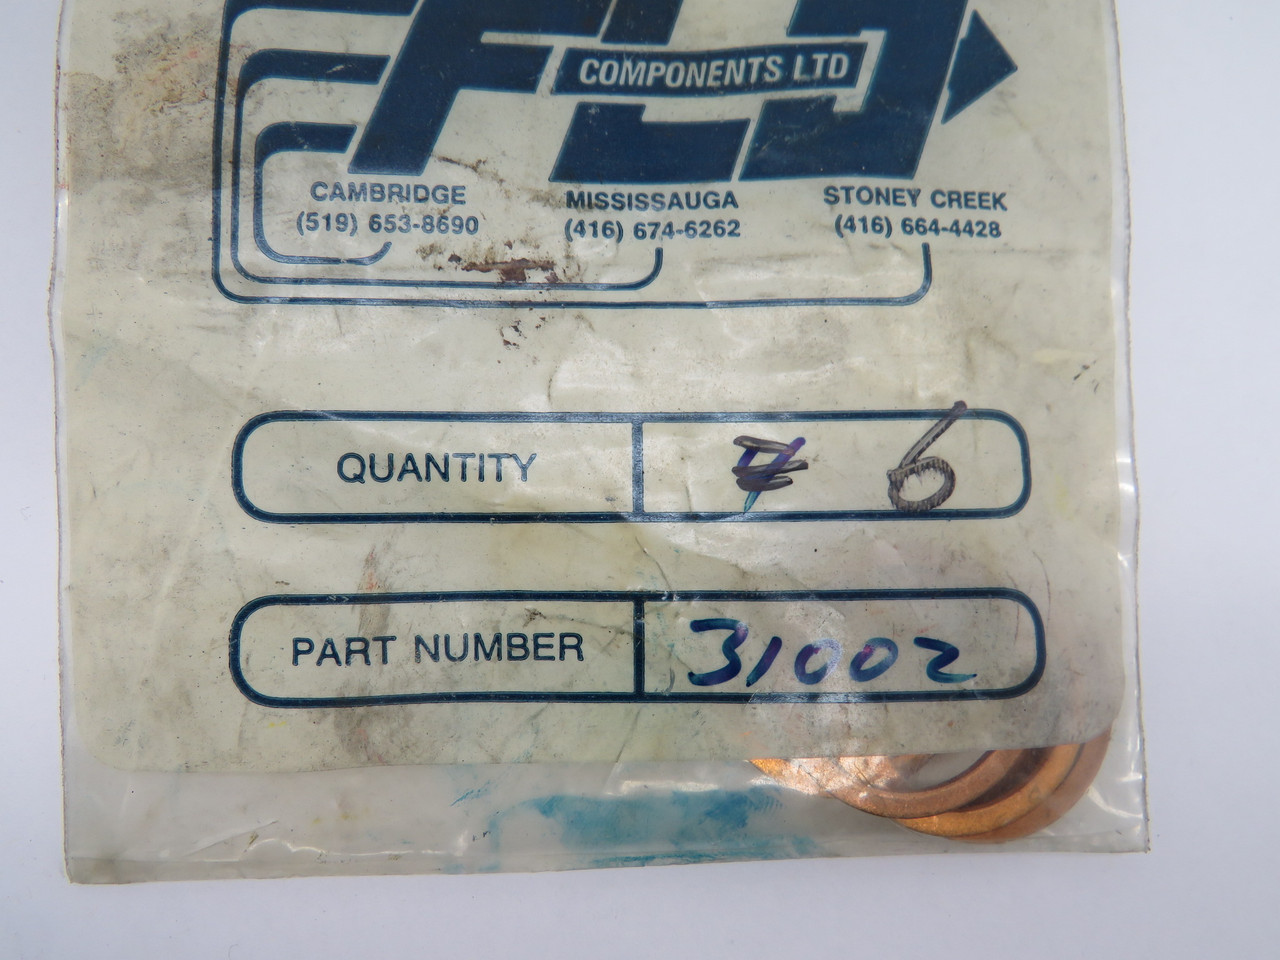 COMPONENTS LTD
CAMBRIDGE
(519) 653-8690
MISSISSAUGA
(416) 674-6262
STONEY CREEK
(416) 664-4428
QUANTITY 6
PART NUMBER 31002